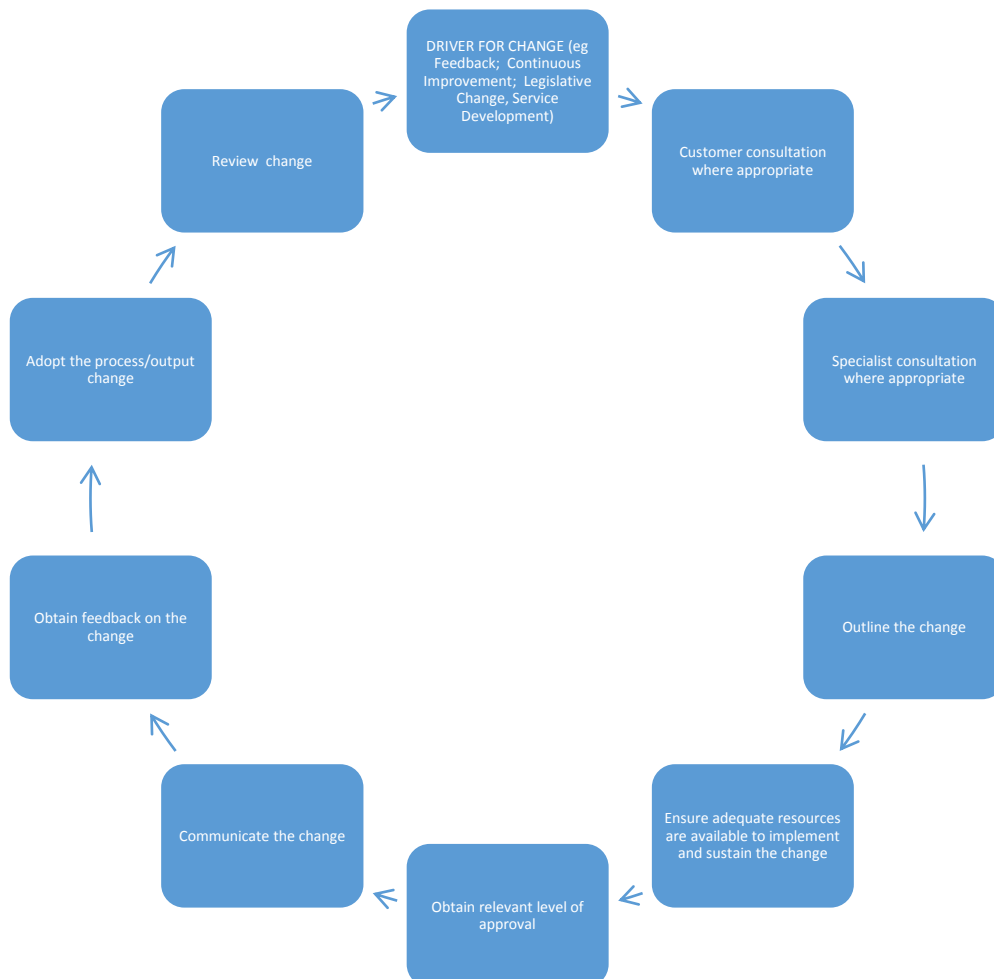 DRIVER FOR CHANGE (eg
Feedback;  Continuous
Improvement;  Legislative
Change, Service
Development)
Customer consultation
where appropriate
Specialist consultation
where appropriate
Outline the change
Ensure adequate resources
are available to implement
and sustain the change
Obtain relevant level of
approval
Communicate the change
Obtain feedback on the
change
Adopt the process/output
change
Review  change